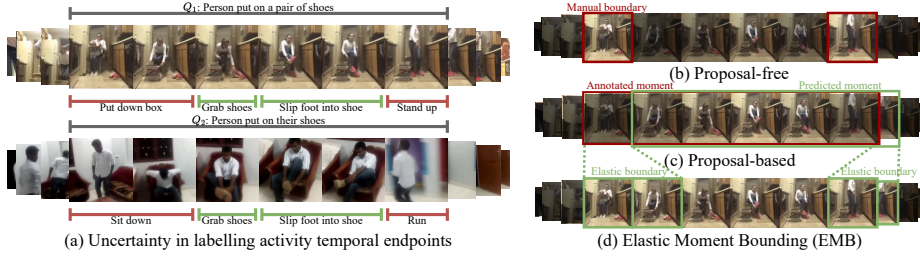 Q₁: Person put on a pair of shoes
Put down box
Grab shoes
Slip foot into shoe
Stand up
Q₂: Person put on their shoes
Sit down
Grab shoes
Slip foot into shoe
Run
(a) Uncertainty in labelling activity temporal endpoints
Manual boundary
(b) Proposal-free
Annotated moment
Predicted moment
(c) Proposal-based
Elastic boundary
Elastic boundary
(d) Elastic Moment Bounding (EMB)